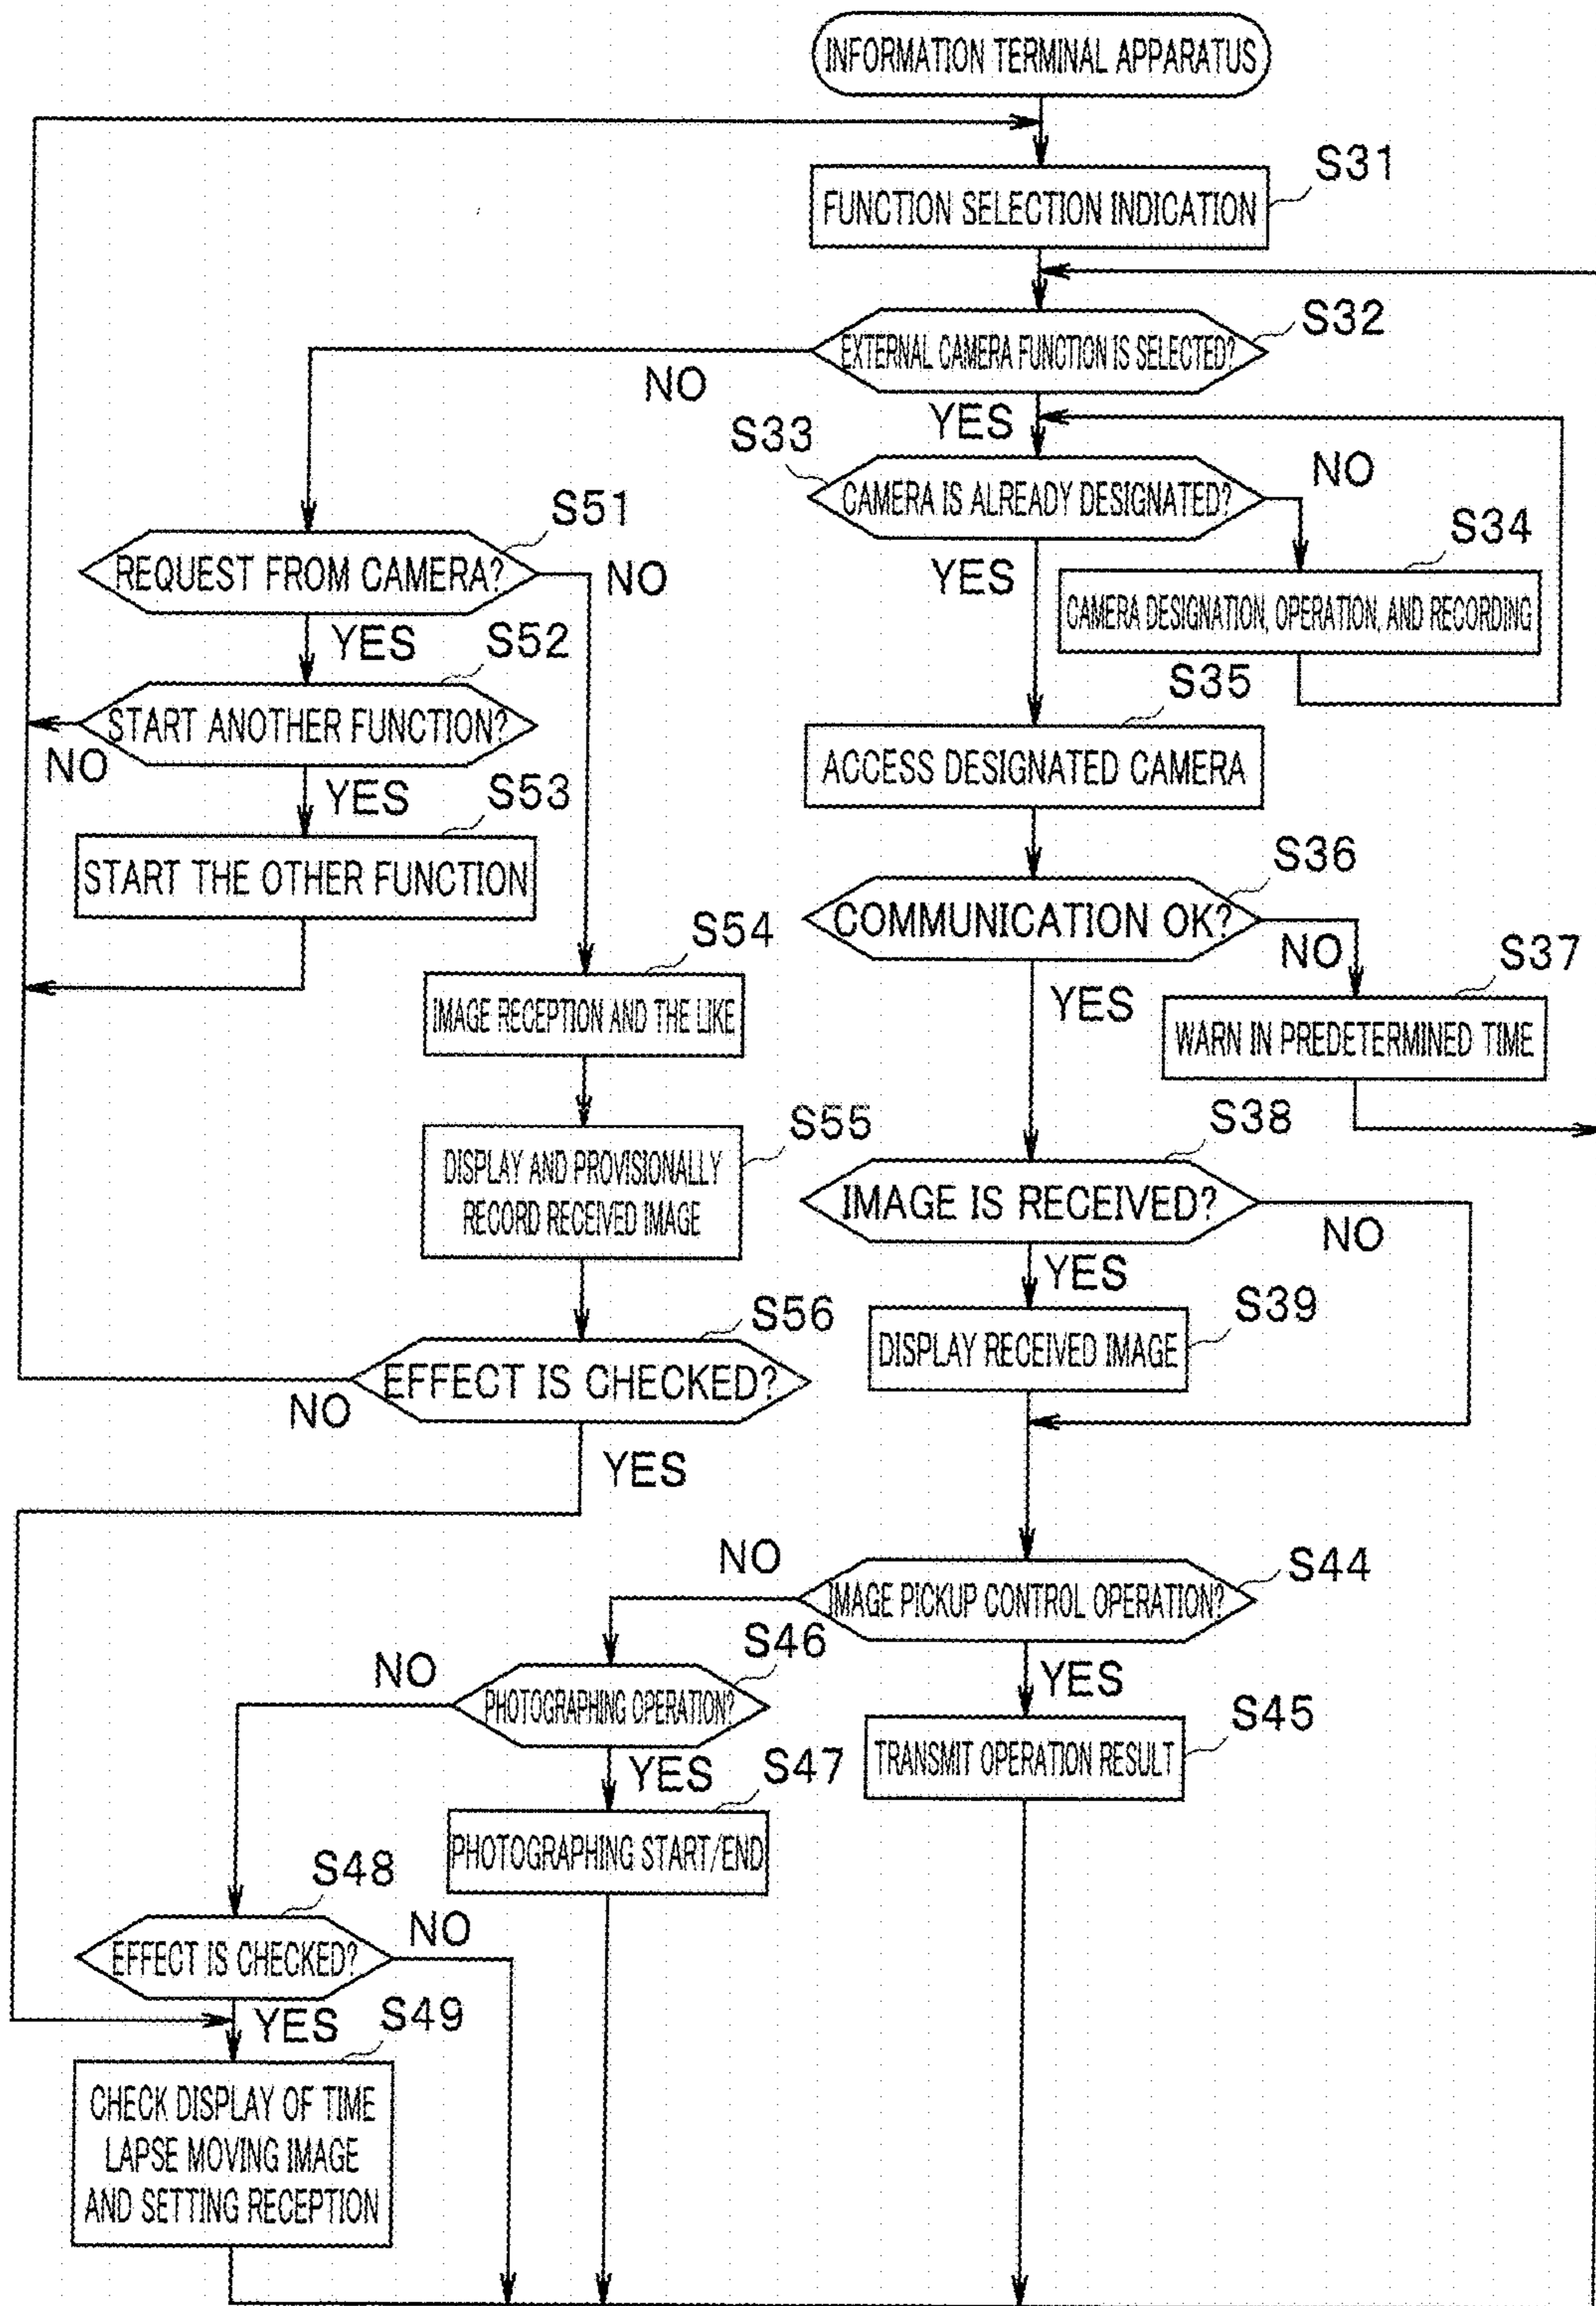 INFORMATION TERMINAL APPARATUS
S31
FUNCTION SELECTION INDICATION
S32
EXTERNAL CAMERA FUNCTION IS SELECTED?
NO
YES
S33
CAMERA IS ALREADY DESIGNATED?
NO
YES
S34
CAMERA DESIGNATION, OPERATION, AND RECORDING
S51
REQUEST FROM CAMERA?
NO
YES
S52
START ANOTHER FUNCTION?
NO
YES
S53
START THE OTHER FUNCTION
S35
ACCESS DESIGNATED CAMERA
S36
COMMUNICATION OK?
NO
YES
S37
WARN IN PREDETERMINED TIME
S54
IMAGE RECEPTION AND THE LIKE
S55
DISPLAY AND PROVISIONALLY
RECORD RECEIVED IMAGE
S56
EFFECT IS CHECKED?
NO
YES
S38
IMAGE IS RECEIVED?
NO
YES
S39
DISPLAY RECEIVED IMAGE
S44
IMAGE PICKUP CONTROL OPERATION?
NO
YES
S45
TRANSMIT OPERATION RESULT
S46
PHOTOGRAPHING OPERATION?
NO
YES
S47
PHOTOGRAPHING START/END
S48
EFFECT IS CHECKED?
NO
YES
S49
CHECK DISPLAY OF TIME
LAPSE MOVING IMAGE
AND SETTING RECEPTION